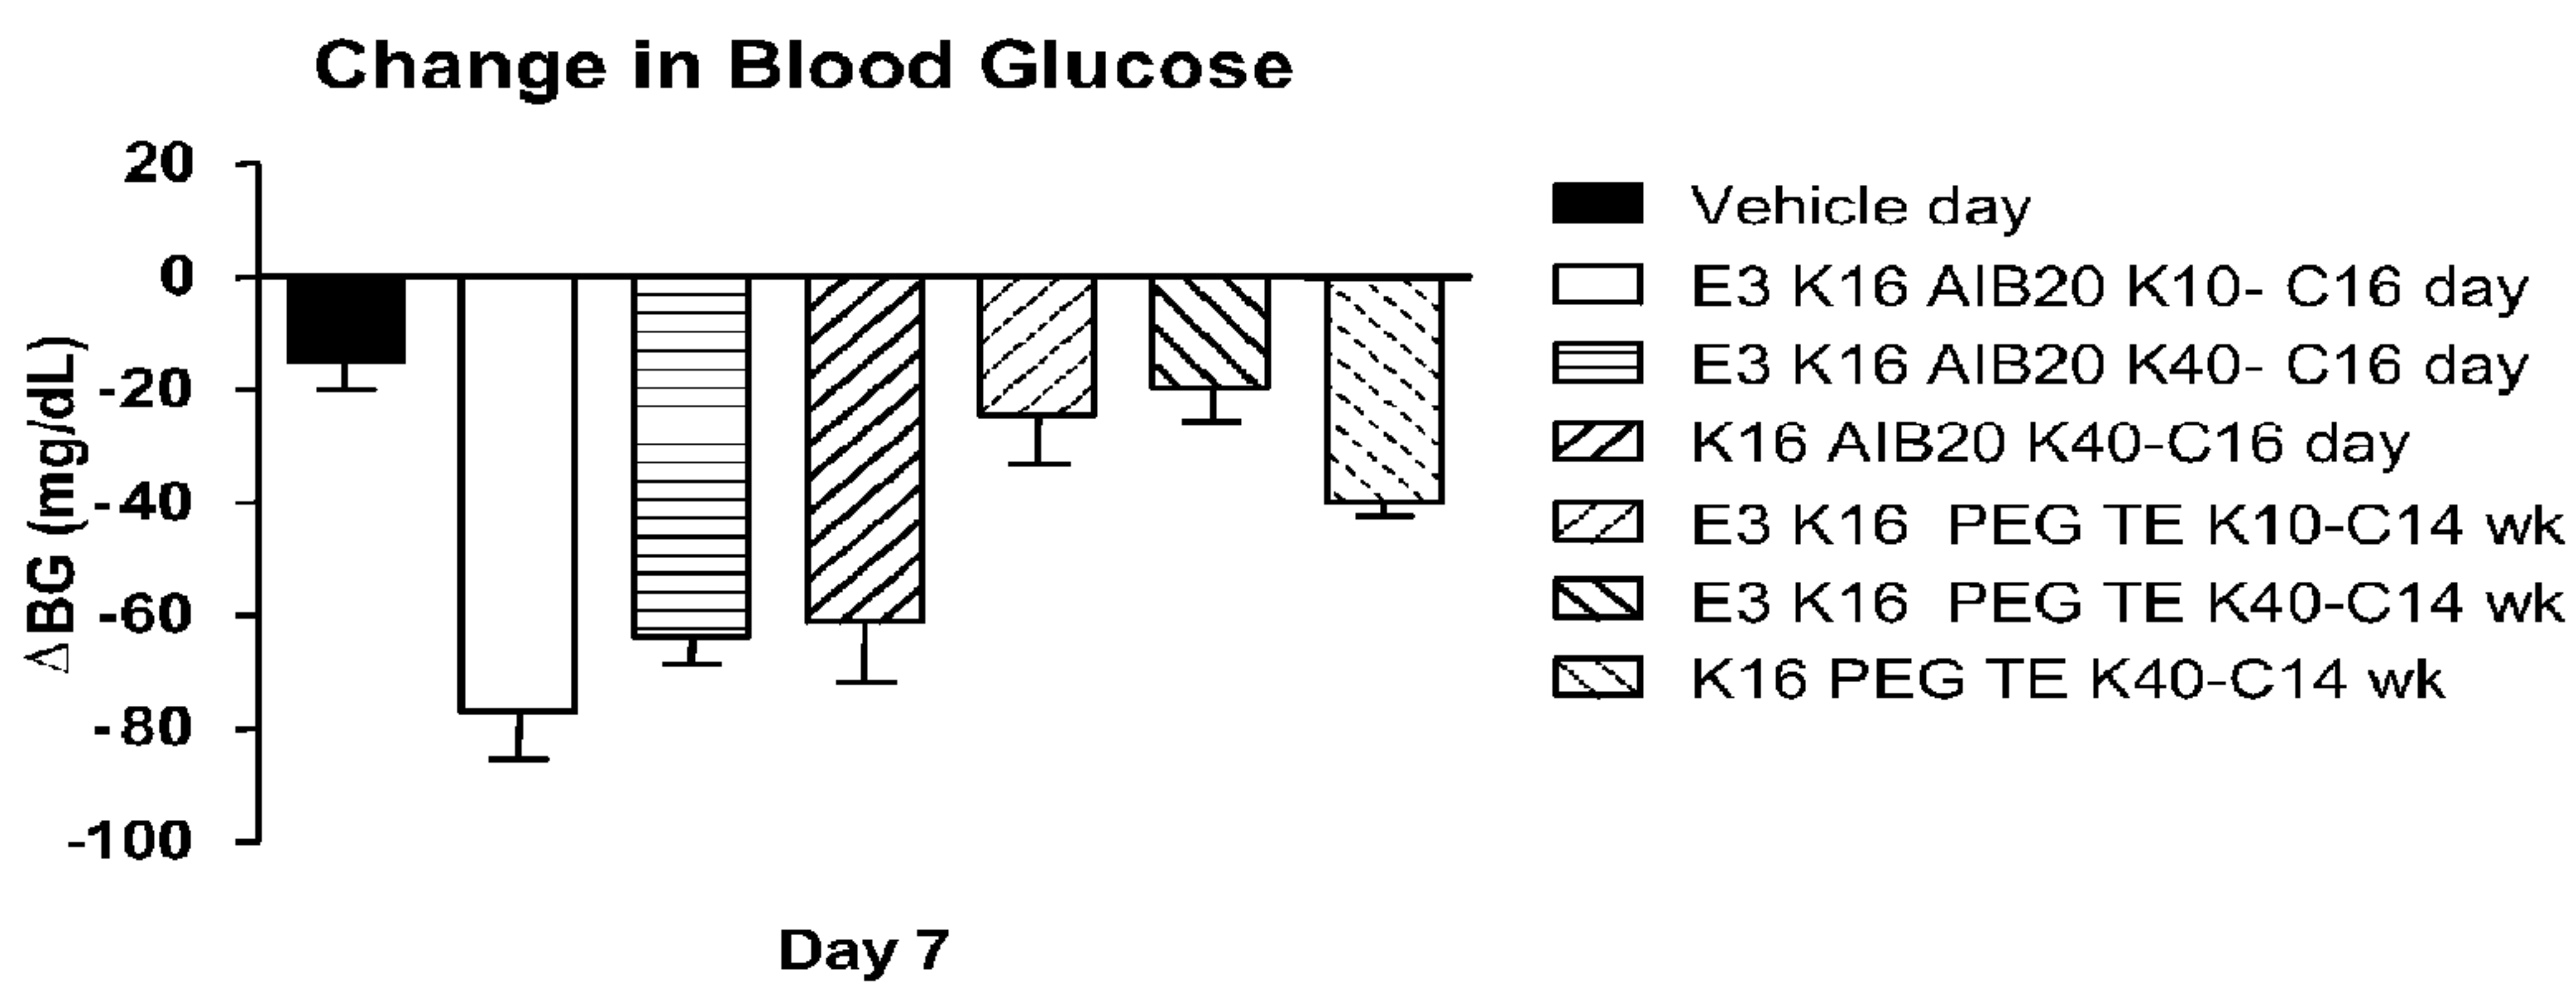 Change in Blood Glucose
20
0
-20
-40
-60
-80
-100
ΔBG (mg/dL)
Day 7
Vehicle day
E3 K16 AIB20 K10- C16 day
E3 K16 AIB20 K40- C16 day
K16 AIB20 K40-C16 day
E3 K16  PEG TE K10-C14 wk
E3 K16  PEG TE K40-C14 wk
K16 PEG TE K40-C14 wk